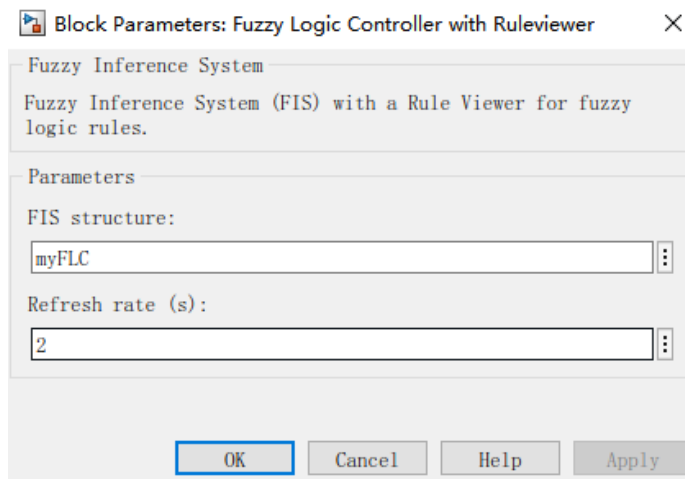 Block Parameters: Fuzzy Logic Controller with Ruleviewer
Fuzzy Inference System
Fuzzy Inference System (FIS) with a Rule Viewer for fuzzy
logic rules.
Parameters
FIS structure:
myFLC
Refresh rate (s):
2
OK Cancel Help Apply